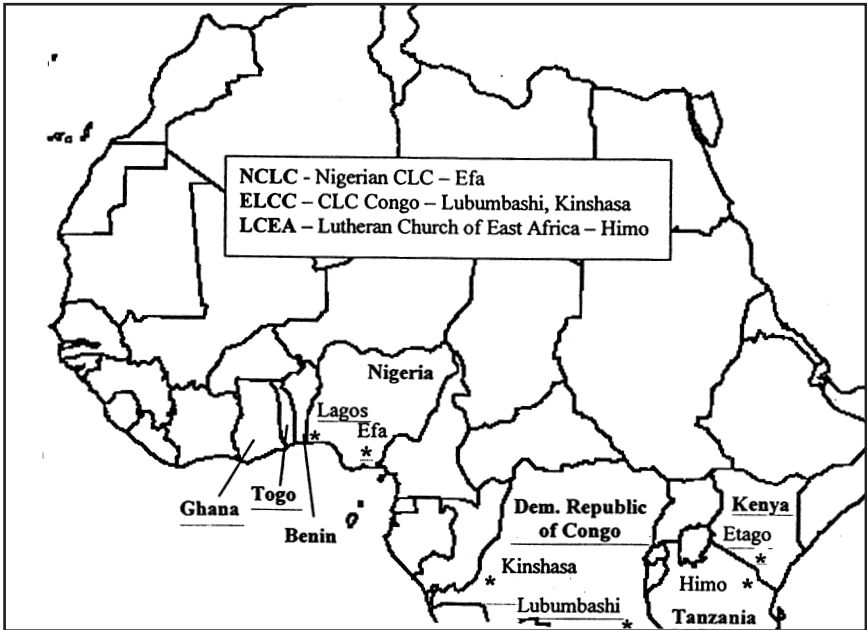 NCLC - Nigerian CLC – Efa
ELCC – CLC Congo – Lubumbashi, Kinshasa
LCEA – Lutheran Church of East Africa – Himo
Nigeria
Lagos
Efa
*
*
Ghana
Togo
Benin
Dem. Republic
of Congo
Kenya
Etago
*
Kinshasa
*
Himo *
Lubumbashi
*
Tanzania